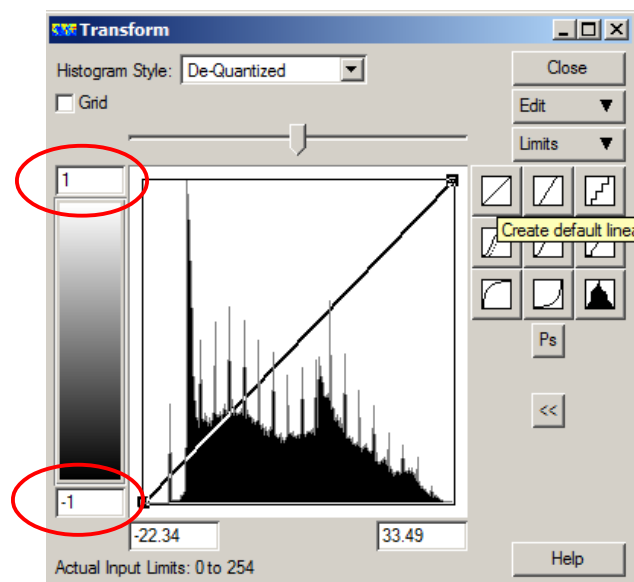 Transform
Histogram Style: De-Quantized
Close
Grid
Edit
Limits
1
Create default linea
Ps
<<
-1
-22.34
33.49
Actual Input Limits: 0 to 254
Help